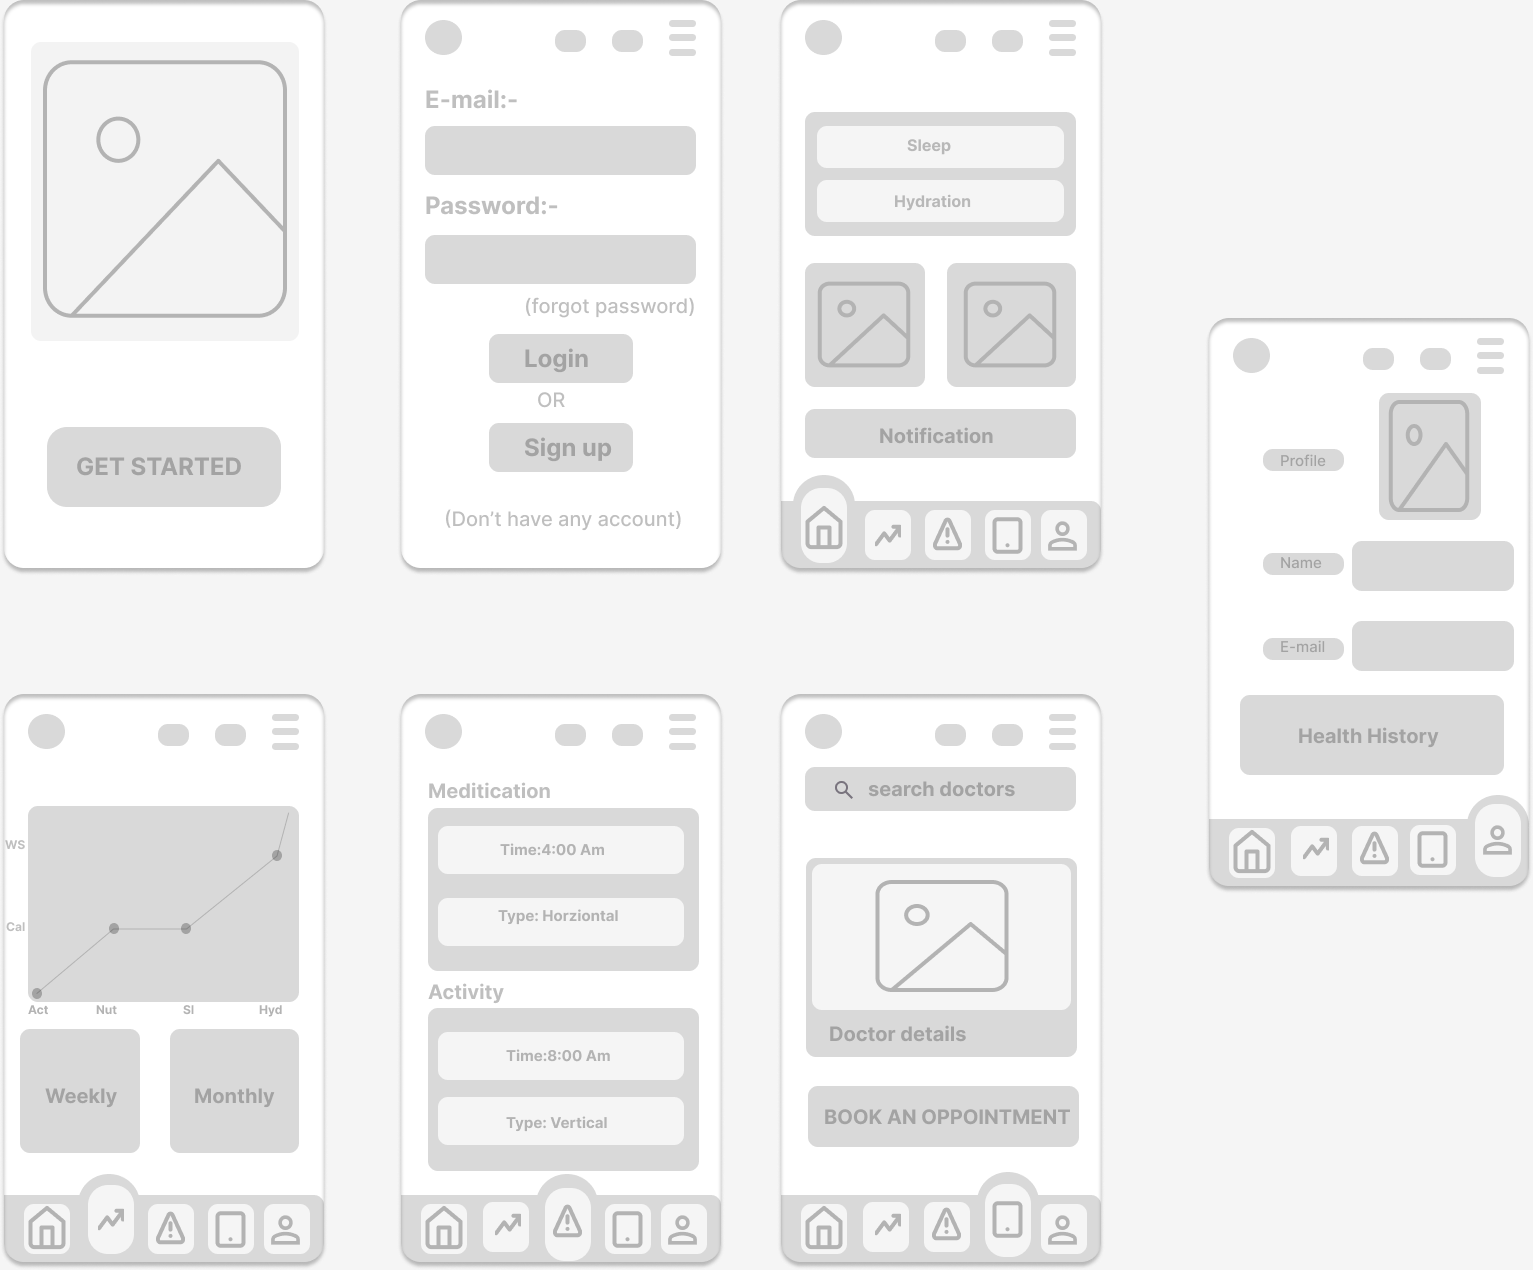 GET STARTED
E-mail:-
Password:-
(forgot password)
Login
OR
Sign up
(Don’t have any account)
Sleep
Hydration
Notification
Profile
Name
E-mail
Health History
WS
Cal
Act Nut Sl Hyd
Weekly Monthly
Meditication
Time:4:00 Am
Type: Horziontal
Activity
Time:8:00 Am
Type: Vertical
search doctors
Doctor details
BOOK AN OPPOINTMENT